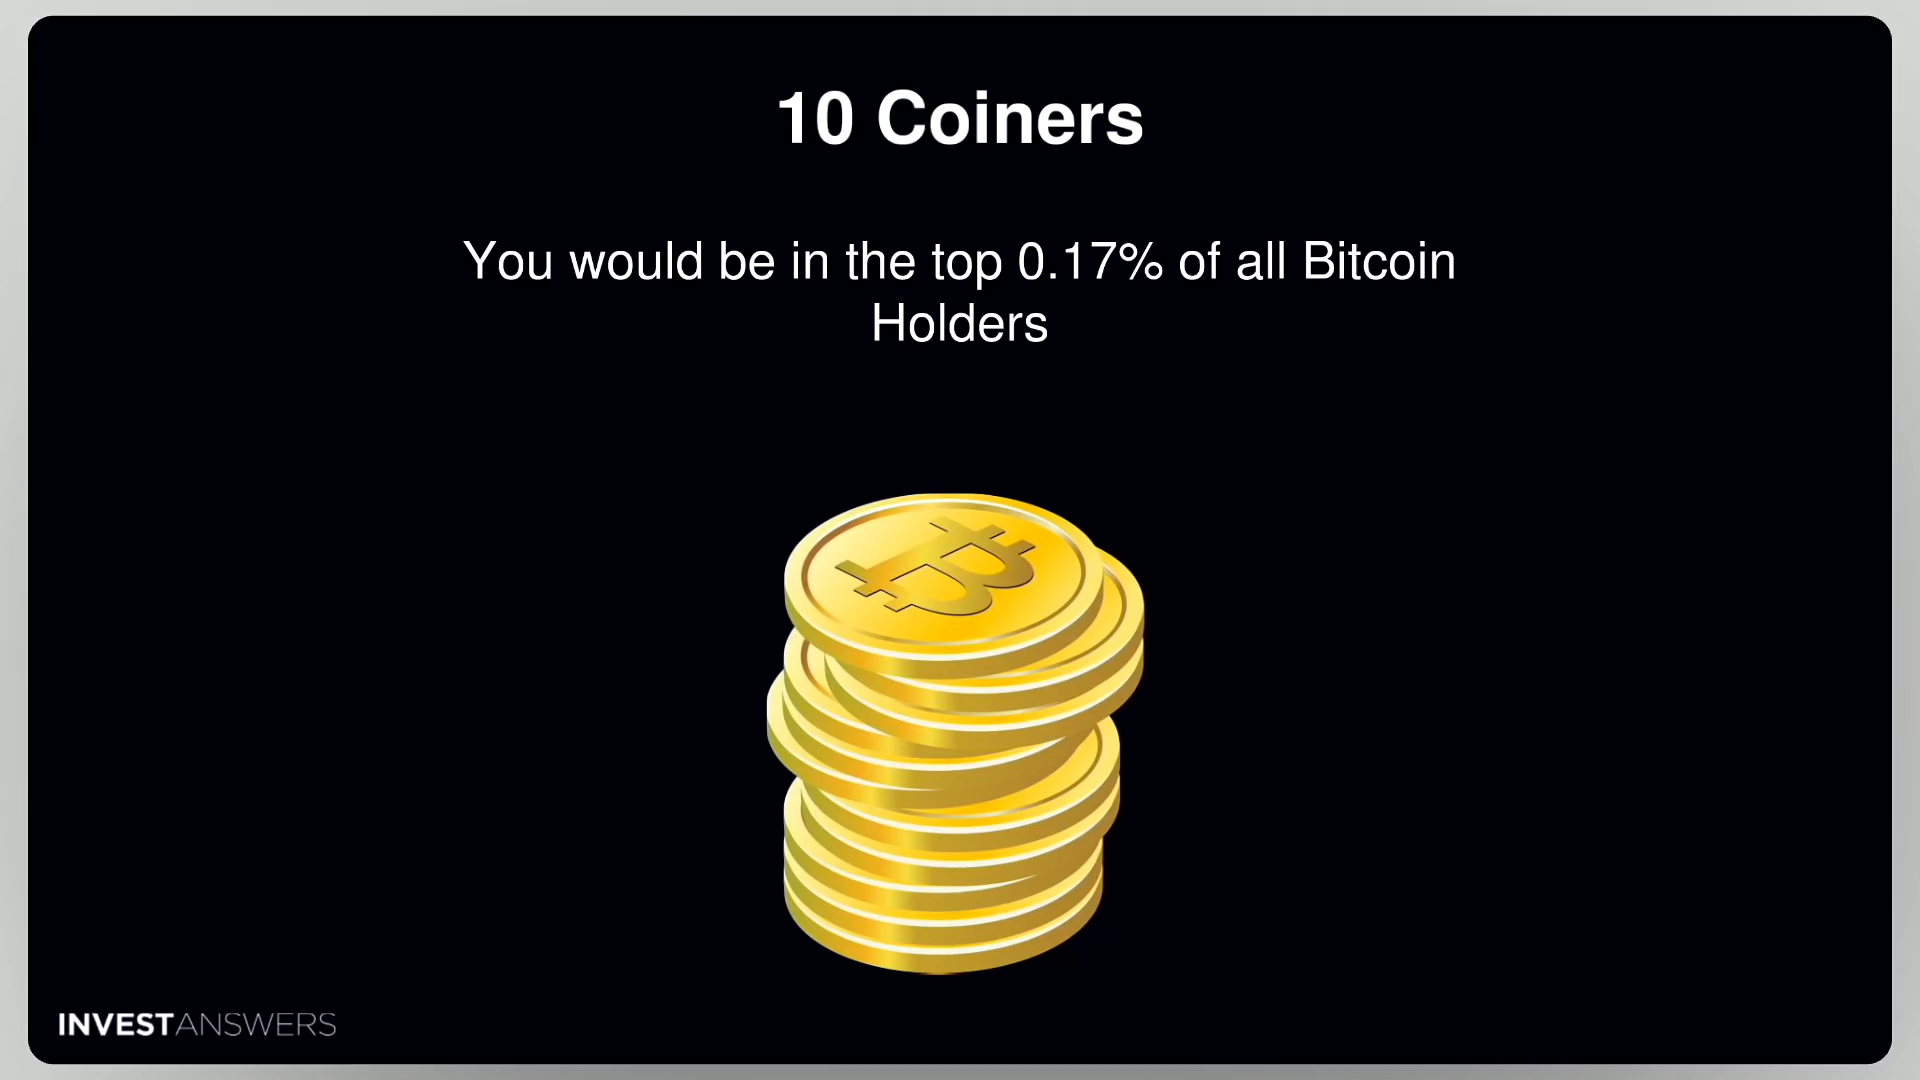 10 Coiners
You would be in the top 0.17% of all Bitcoin
Holders
INVESTANSWERS